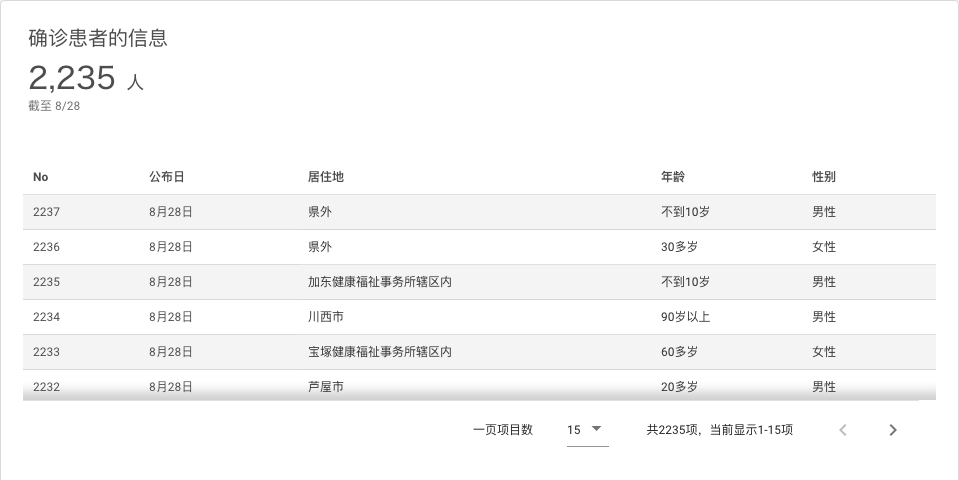 确诊患者的信息
2,235 人
截至 8/28
No 公布日 居住地 年龄 性别
2237 8月28日 県外 不到10岁 男性
2236 8月28日 県外 30多岁 女性
2235 8月28日 加东健康福祉事务所辖区内 不到10岁 男性
2234 8月28日 川西市 90岁以上 男性
2233 8月28日 宝塚健康福祉事务所辖区内 60多岁 女性
2232 8月28日 芦屋市 20多岁 男性
一页项目数 15 共2235项，当前显示1-15项